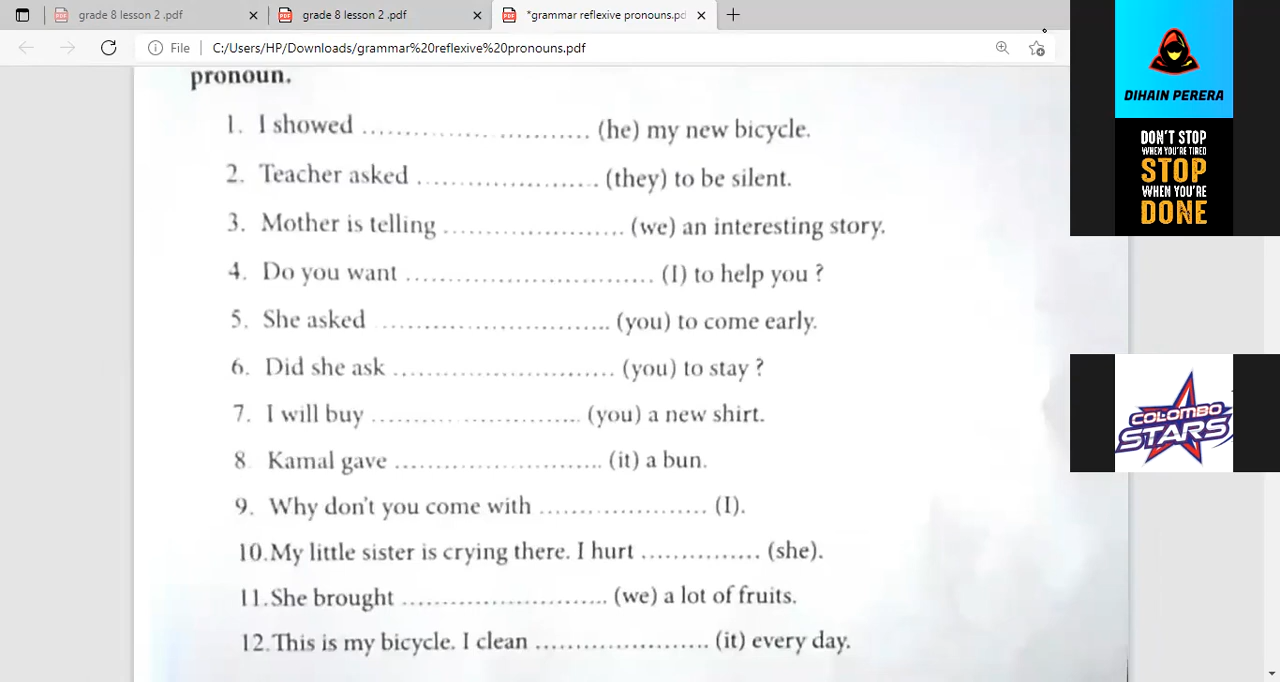 grade 8 lesson 2 .pdf
grade 8 lesson 2 .pdf
*grammar reflexive pronouns.pd
File
C:/Users/HP/Downloads/grammar%20reflexive%20pronouns.pdf
pronoun.
1. I showed .............................. (he) my new bicycle.
2. Teacher asked ........................ (they) to be silent.
3. Mother is telling ........................ (we) an interesting story.
4. Do you want ................................ (I) to help you ?
5. She asked .............................. (you) to come early.
6. Did she ask ............................. (you) to stay ?
7. I will buy ............................ (you) a new shirt.
8 Kamal gave ............................ (it) a bun.
9. Why don't you come with ...................... (I).
10.My little sister is crying there. I hurt ............... (she).
11.She brought ........................... (we) a lot of fruits.
12.This is my bicycle. I clean ....................... (it) every day.
DIHAIN PERERA
DON'T STOP
WHEN YOU'RE TIRED
STOP
WHEN YOU'RE
DONE
COLOMBO
STARS